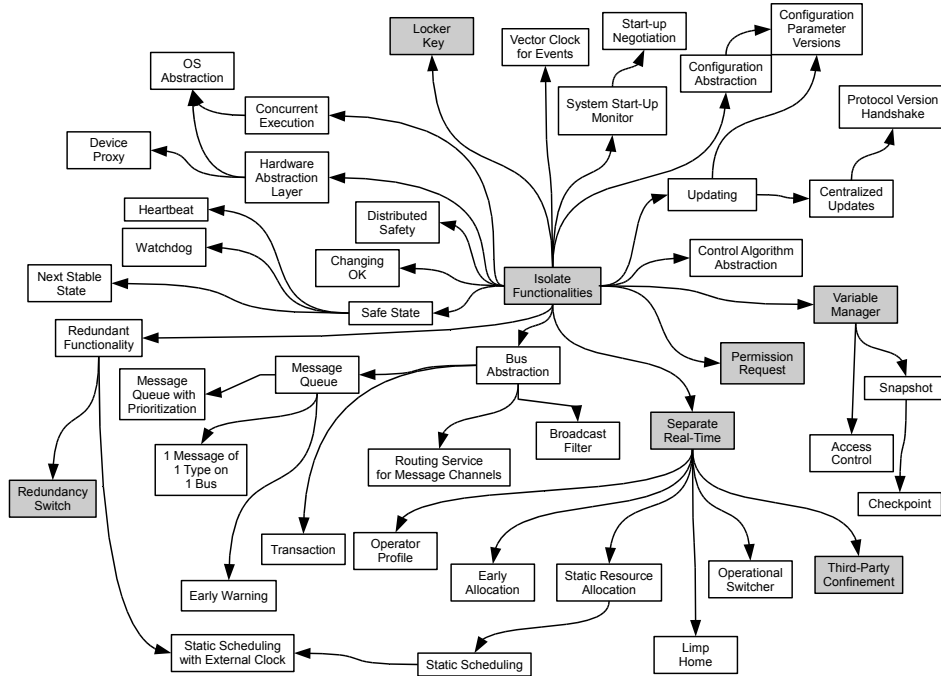 Locker
Key
Vector Clock
for Events
Start-up
Negotiation
Configuration
Parameter
Versions
OS
Abstraction
Configuration
Abstraction
Concurrent
Execution
System Start-Up
Monitor
Protocol Version
Handshake
Device
Proxy
Hardware
Abstraction
Layer
Updating
Centralized
Updates
Heartbeat
Distributed
Safety
Watchdog
Changing
OK
Control Algorithm
Abstraction
Next Stable
State
Isolate
Functionalities
Safe State
Variable
Manager
Redundant
Functionality
Message
Queue
Bus
Abstraction
Permission
Request
Message
Queue with
Prioritization
Snapshot
Broadcast
Filter
Separate
Real-Time
1 Message of
1 Type on
1 Bus
Routing Service
for Message Channels
Access
Control
Redundancy
Switch
Checkpoint
Transaction
Operator
Profile
Early Warning
Early
Allocation
Static Resource
Allocation
Operational
Switcher
Third-Party
Confinement
Static Scheduling
with External Clock
Static Scheduling
Limp
Home